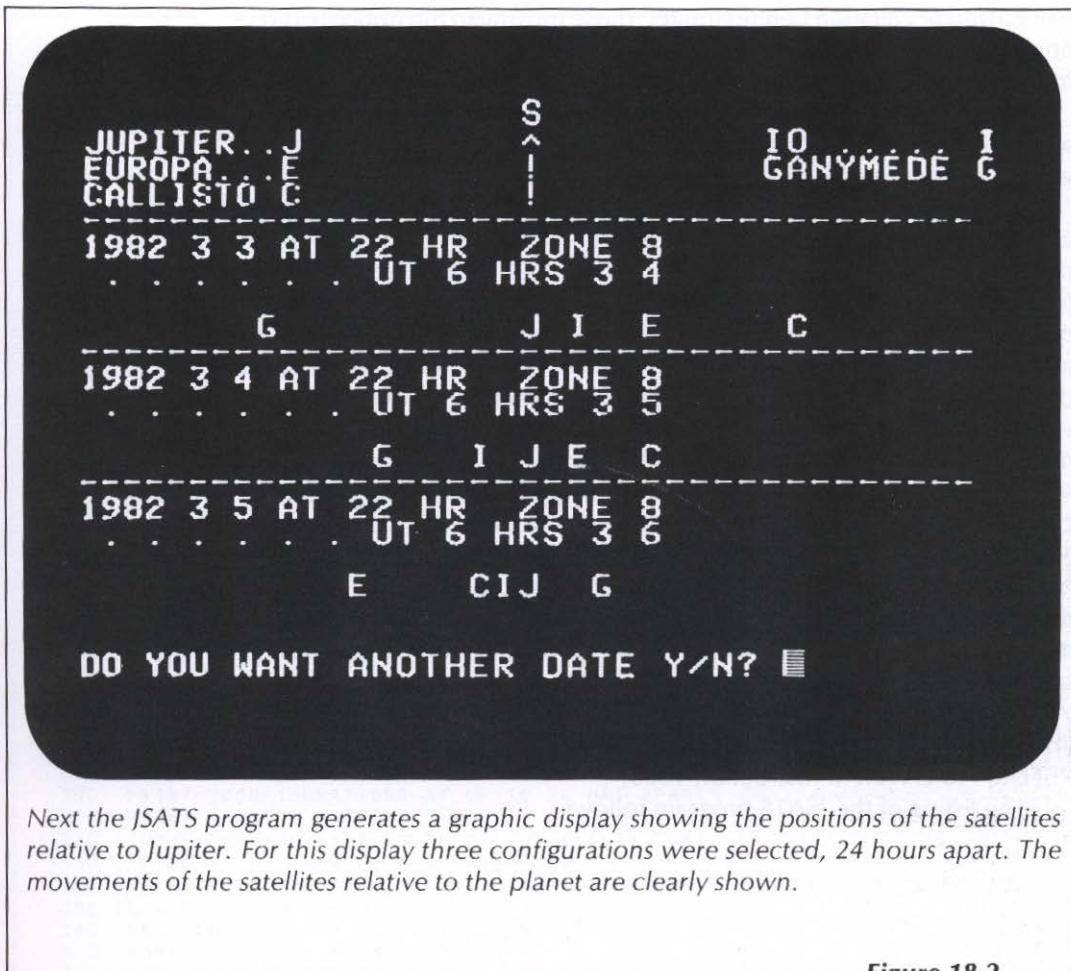 S
JUPITER..J ^ IO...... I
EUROPA...E ! GANYMEDE G
CALLISTO C !
------------------------------------------------------------
1982 3 3 AT 22 HR ZONE 8
. . . . . . . UT 6 HRS 3 4
G J I E C
------------------------------------------------------------
1982 3 4 AT 22 HR ZONE 8
. . . . . . . UT 6 HRS 3 5
G I J E C
------------------------------------------------------------
1982 3 5 AT 22 HR ZONE 8
. . . . . . . UT 6 HRS 3 6
E CIJ G
DO YOU WANT ANOTHER DATE Y/N?
Next the JSATS program generates a graphic display showing the positions of the satellites
relative to Jupiter. For this display three configurations were selected, 24 hours apart. The
movements of the satellites relative to the planet are clearly shown.
Figure 18.2